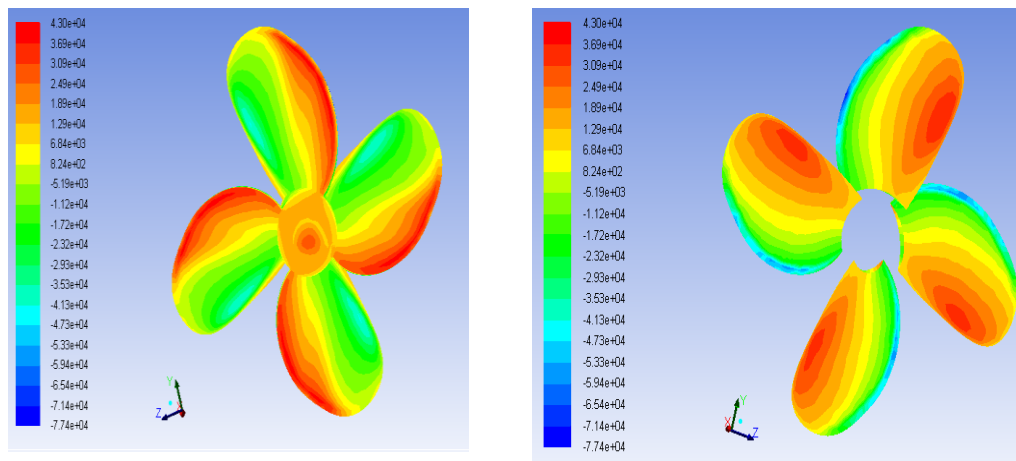 4.30e+04
3.69e+04
3.09e+04
2.49e+04
1.89e+04
1.29e+04
6.84e+03
8.24e+02
-5.19e+03
-1.12e+04
-1.72e+04
-2.32e+04
-2.93e+04
-3.53e+04
-4.13e+04
-4.73e+04
-5.33e+04
-5.94e+04
-6.54e+04
-7.14e+04
-7.74e+04
Y
Z
X
4.30e+04
3.69e+04
3.09e+04
2.49e+04
1.89e+04
1.29e+04
6.84e+03
8.24e+02
-5.19e+03
-1.12e+04
-1.72e+04
-2.32e+04
-2.93e+04
-3.53e+04
-4.13e+04
-4.73e+04
-5.33e+04
-5.94e+04
-6.54e+04
-7.14e+04
-7.74e+04
Y
X
Z